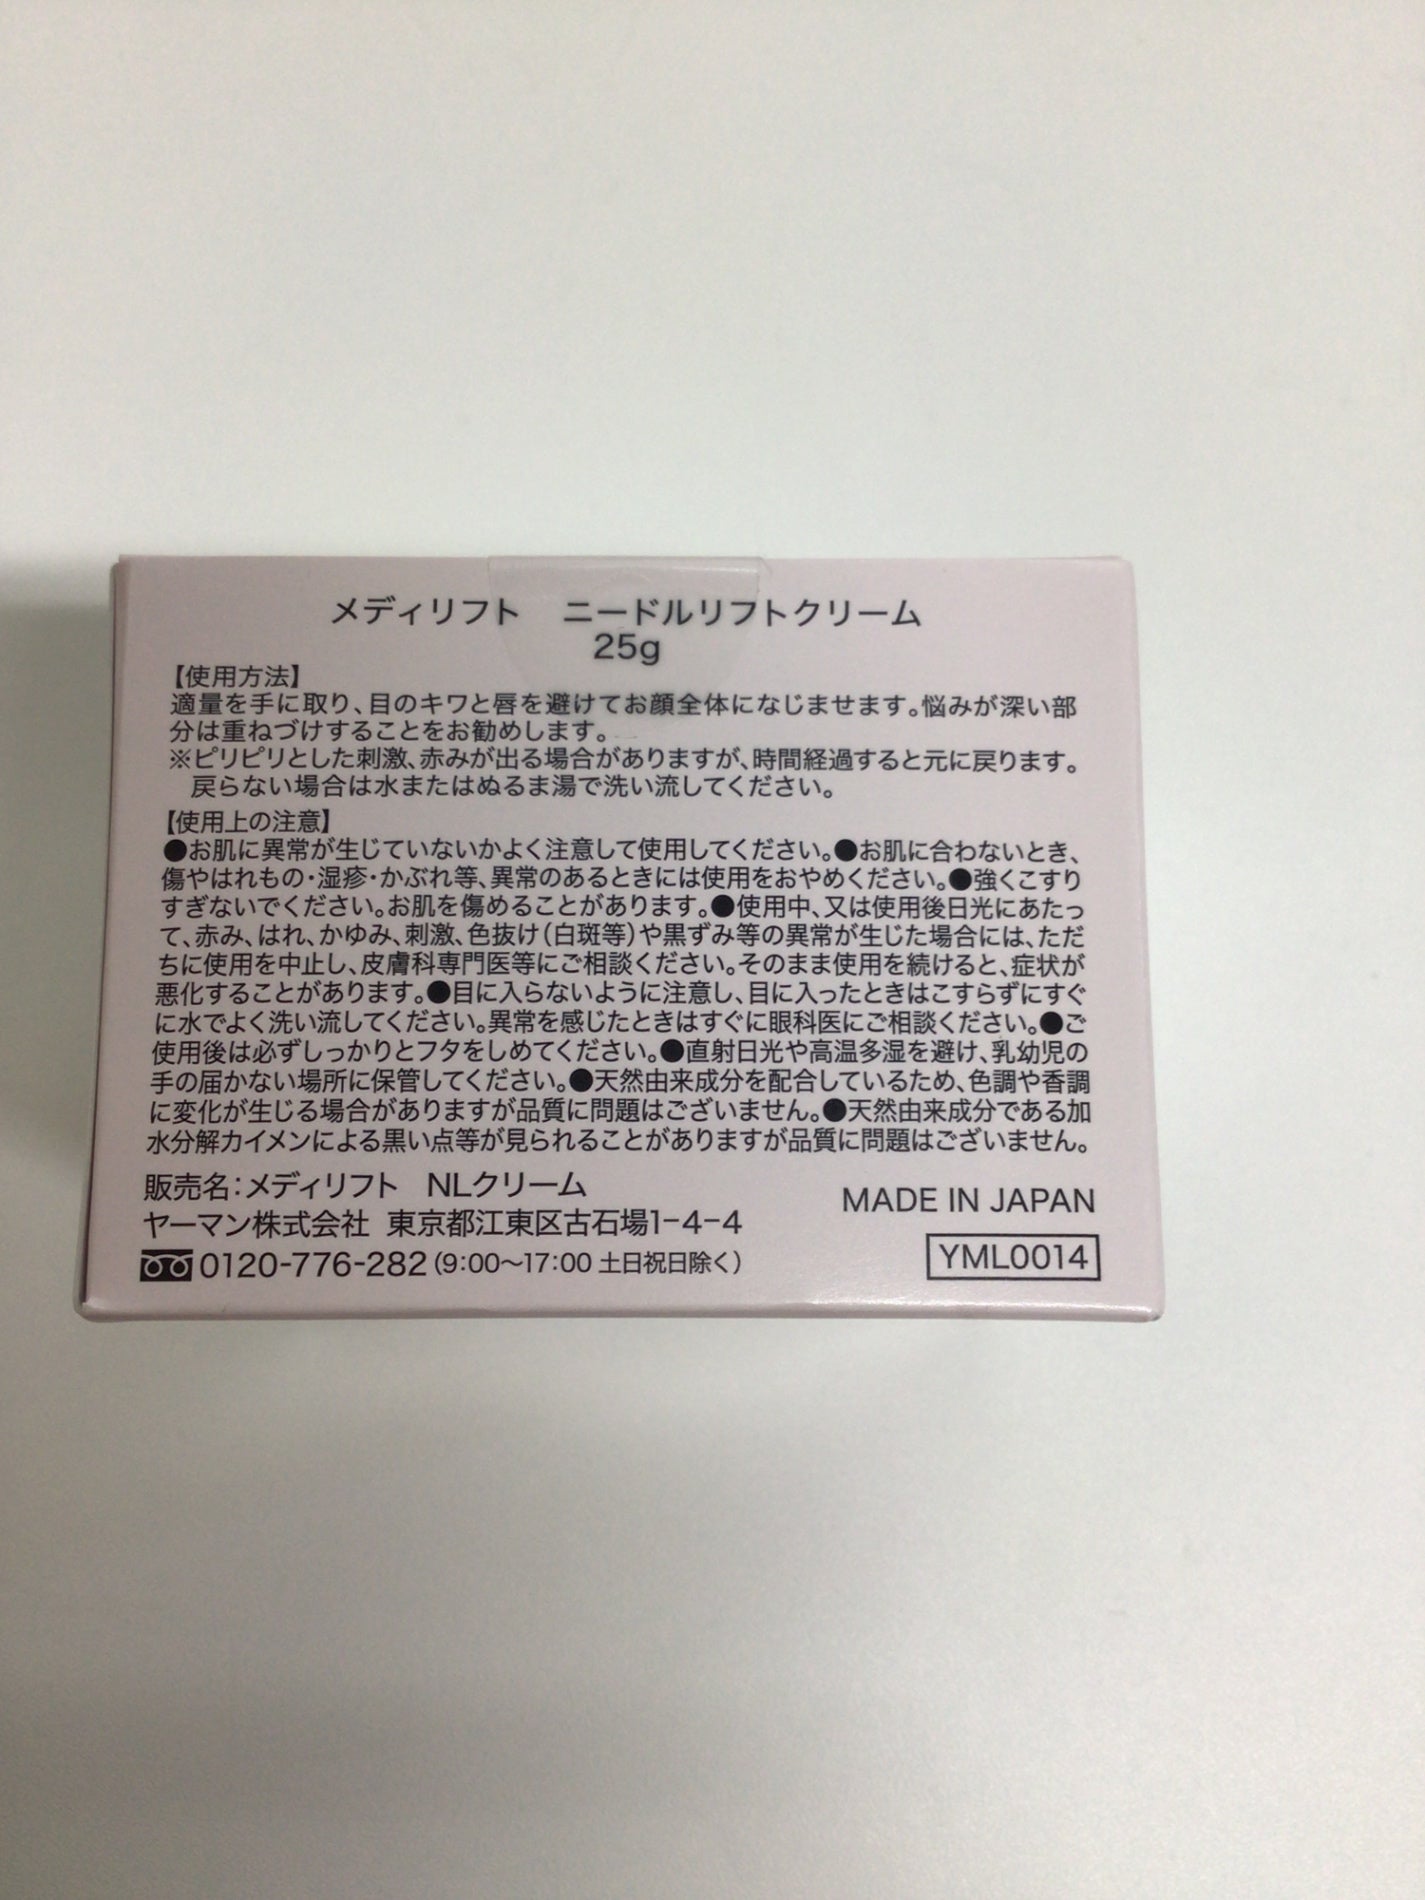 メディリフト　ニードルリフトクリーム
25g
【使用方法】
適量を手に取り、目のキワと唇を避けてお顔全体になじませます。悩みが深い部
分は重ねづけすることをお勧めします。
※ピリピリとした刺激、赤みが出る場合がありますが、時間経過すると元に戻ります。
戻らない場合は水またはぬるま湯で洗い流してください。
【使用上の注意】
●お肌に異常が生じていないかよく注意して使用してください。●お肌に合わないとき、
傷やはれもの・湿疹・かぶれ等、異常のあるときには使用をおやめください。●強くこすり
すぎないでください。お肌を傷めることがあります。●使用中、又は使用後日光にあたっ
て、赤み、はれ、かゆみ、刺激、色抜け（白斑等）や黒ずみ等の異常が生じた場合には、ただ
ちに使用を中止し、皮膚科専門医等にご相談ください。そのまま使用を続けると、症状が
悪化することがあります。●目に入らないように注意し、目に入ったときはこすらずにすぐ
に水でよく洗い流してください。異常を感じたときはすぐに眼科医にご相談ください。●ご
使用後は必ずしっかりとフタをしめてください。●直射日光や高温多湿を避け、乳幼児の
手の届かない場所に保管してください。●天然由来成分を配合しているため、色調や香調
に変化が生じる場合がありますが品質に問題はございません。●天然由来成分である加
水分解カイメンによる黒い点等が見られることがありますが品質に問題はございません。
販売名：メディリフト　NLクリーム
ヤーマン株式会社 東京都江東区古石場1-4-4
0120-776-282（9:00〜17:00 土日祝日除く）
MADE IN JAPAN
YML0014